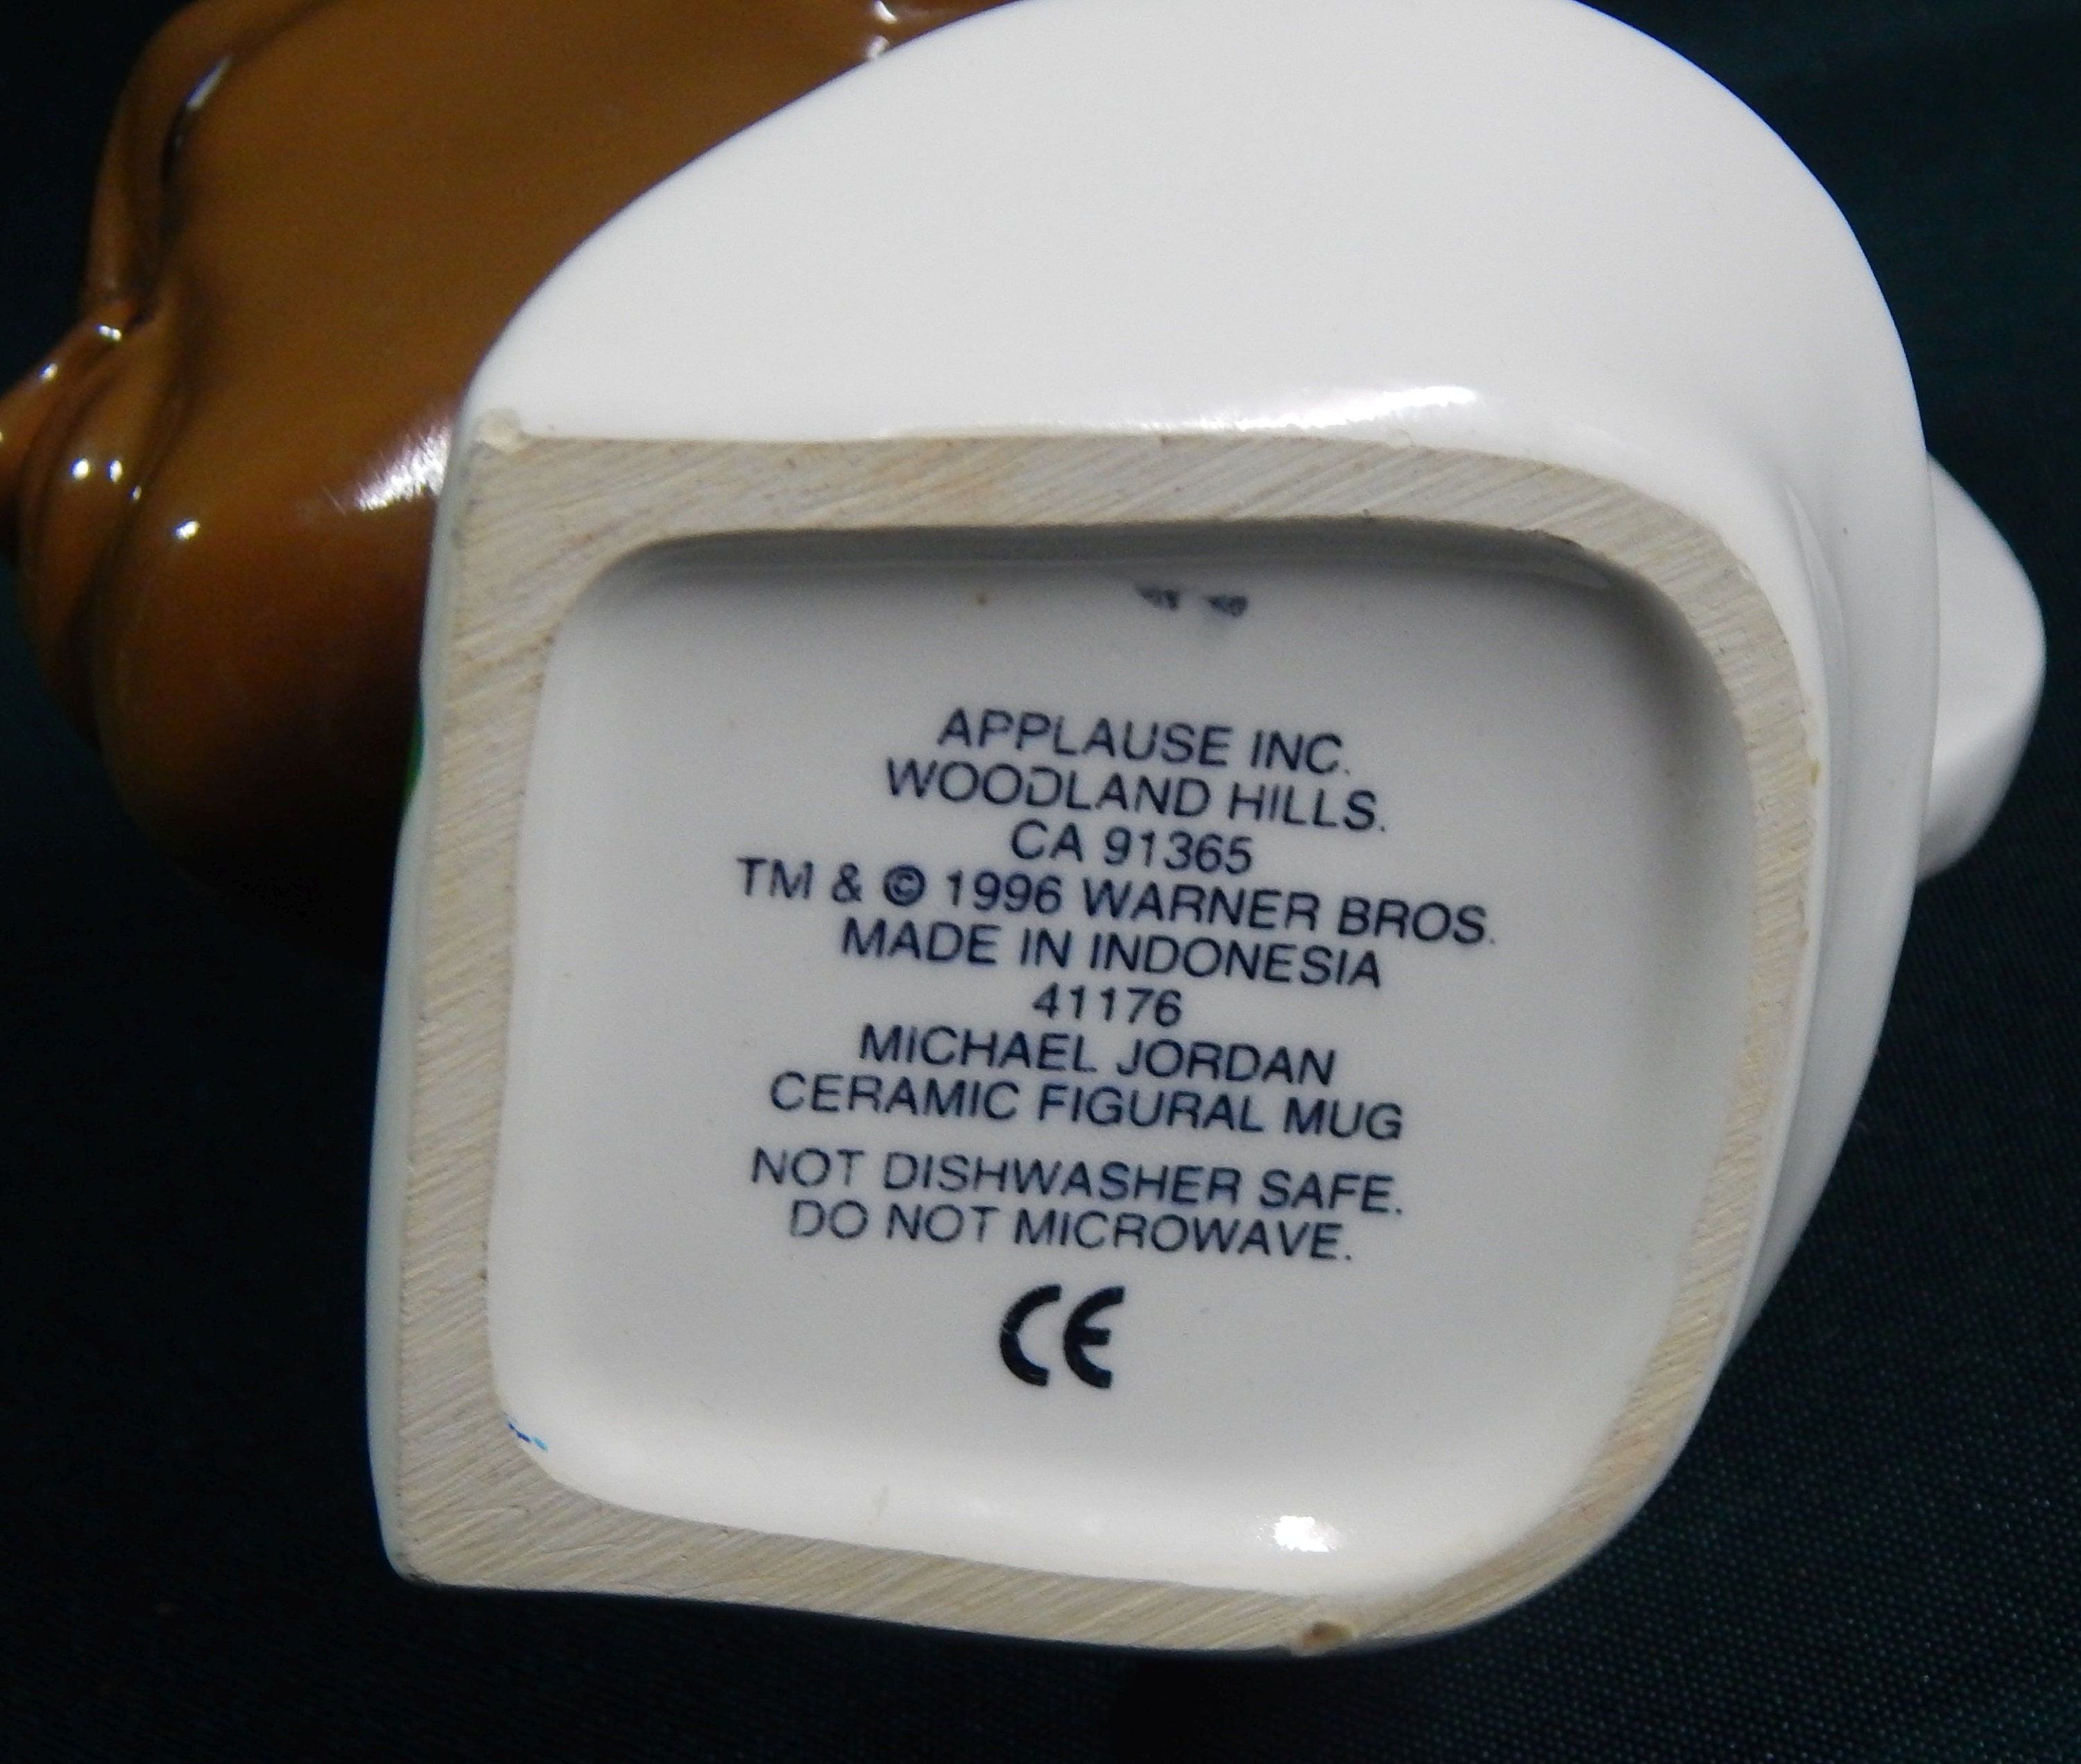 APPLAUSE INC.
WOODLAND HILLS.
CA 91365
TM & © 1996 WARNER BROS.
MADE IN INDONESIA
41176
MICHAEL JORDAN
CERAMIC FIGURAL MUG
NOT DISHWASHER SAFE.
DO NOT MICROWAVE.
CE